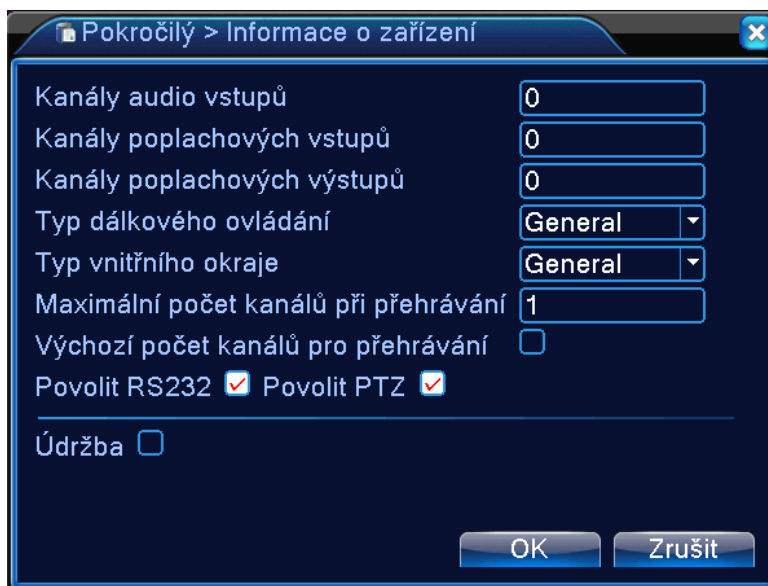 Pokročilý > Informace o zařízení
Kanály audio vstupů 0
Kanály poplachových vstupů 0
Kanály poplachových výstupů 0
Typ dálkového ovládání General
Typ vnitřního okraje General
Maximální počet kanálů při přehrávání 1
Výchozí počet kanálů pro přehrávání
Povolit RS232 Povolit PTZ
Údržba
OK Zrušit